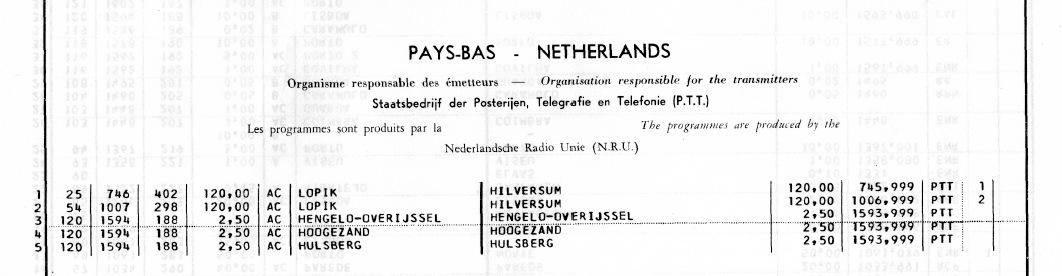 PAYS-BAS - NETHERLANDS
Organisme responsable des émetteurs — Organisation responsible for the transmitters
Staatsbedrijf der Posterijen, Telegrafie en Telefonie (P.T.T.)
Les programmes sont produits par la The programmes are produced by the
Nederlandsche Radio Unie (N.R.U.)
1 25 746 402 120,00 AC LOPIK HILVERSUM 120,00 745,999 PTT 1
2 54 1007 298 120,00 AC LOPIK HILVERSUM 120,00 1006,999 PTT 2
3 120 1594 188 2,50 AC HENGELO-OVERIJSSEL HENGELO-OVERIJSSEL 2,50 1593,999 PTT
4 120 1594 188 2,50 AC HOOGEZAND HOOGEZAND 2,50 1593,999 PTT
5 120 1594 188 2,50 AC HULSBERG HULSBERG 2,50 1593,999 PTT